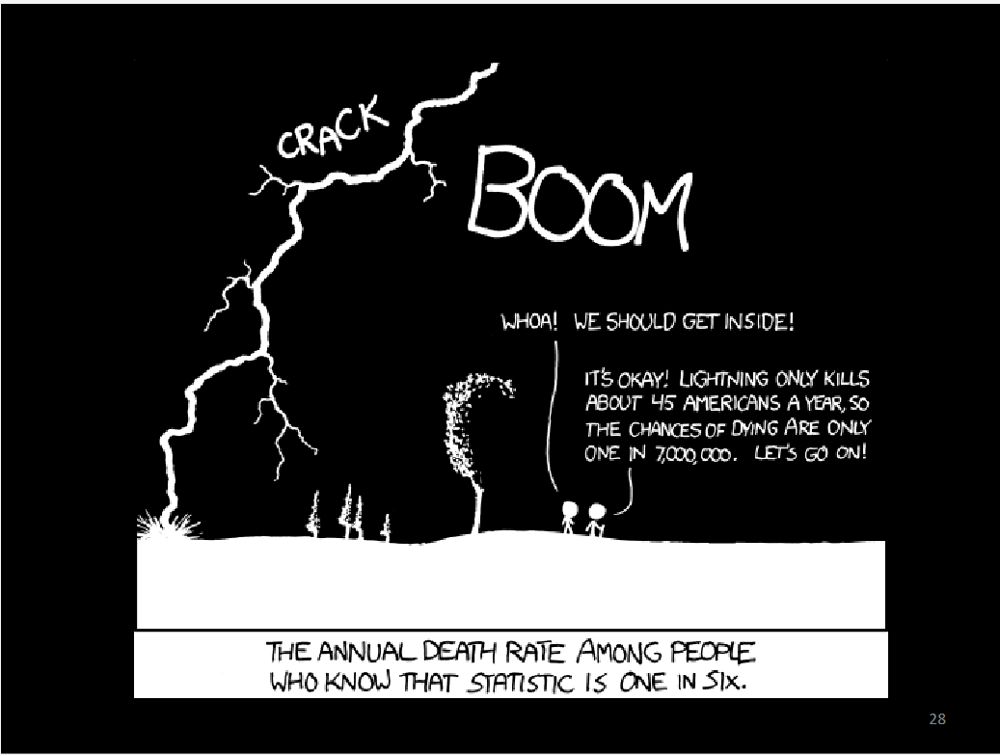 CRACK
BOOM
WHOA! WE SHOULD GET INSIDE!
IT'S OKAY! LIGHTNING ONLY KILLS
ABOUT 45 AMERICANS A YEAR, SO
THE CHANCES OF DYING ARE ONLY
ONE IN 7,000,000. LET'S GO ON!
THE ANNUAL DEATH RATE AMONG PEOPLE
WHO KNOW THAT STATISTIC IS ONE IN SIX.
28